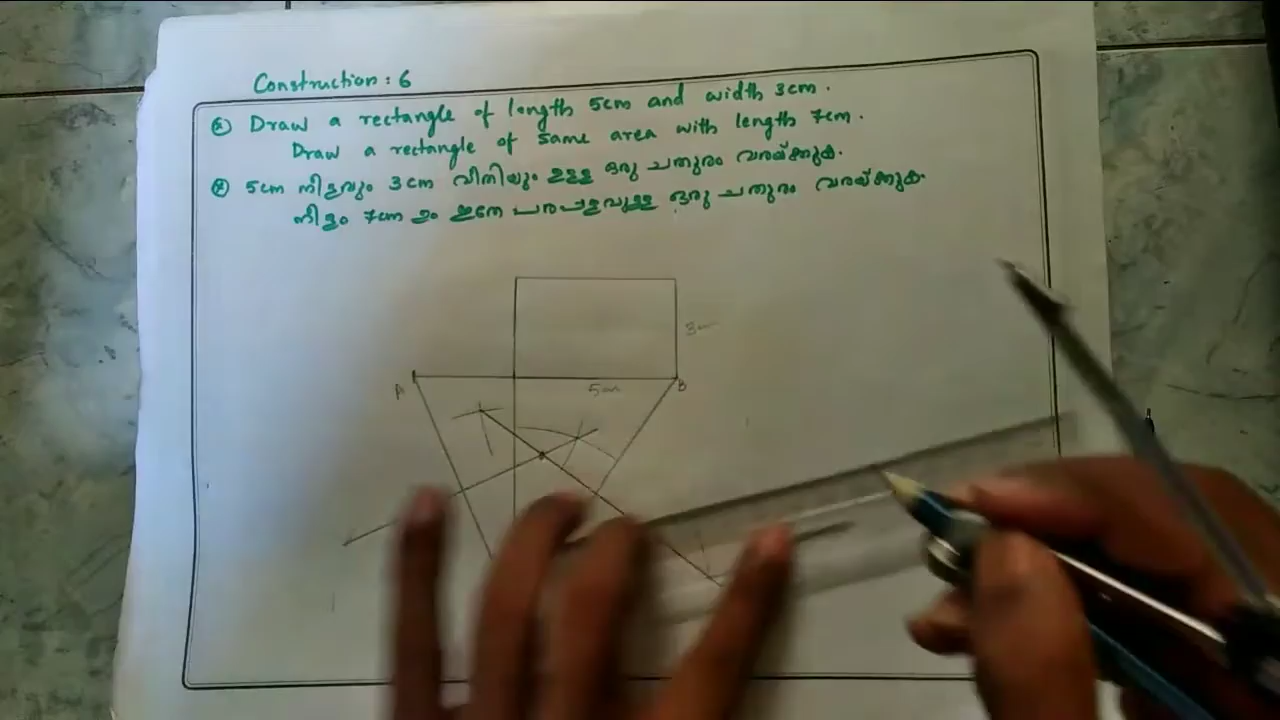 Construction : 6
Draw a rectangle of length 5cm and width 3cm.
Draw a rectangle of same area with length 7cm.
5cm നീളവും 3cm വീതിയും ഉള്ള ഒരു ചതുരം വരയ്ക്കുക.
നീളം 7cm ഉം ഇതേ പരപ്പളവുള്ള ഒരു ചതുരം വരയ്ക്കുക
3cm
A
5cm
B